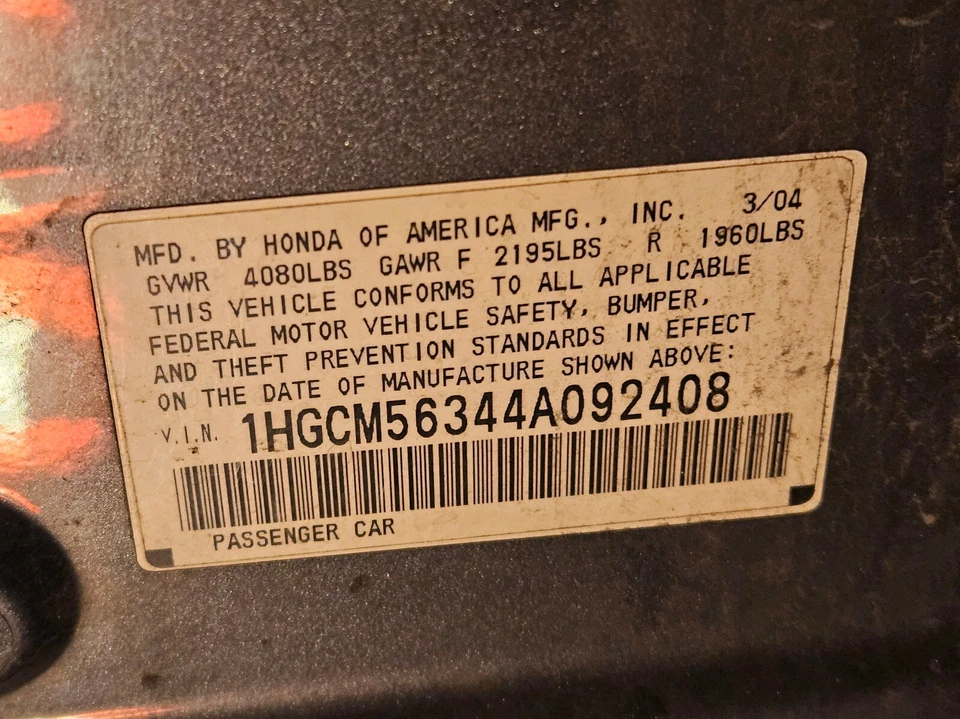 MFD. BY HONDA OF AMERICA MFG., INC. 3/04
GVWR 4080LBS GAWR F 2195LBS R 1960LBS
THIS VEHICLE CONFORMS TO ALL APPLICABLE
FEDERAL MOTOR VEHICLE SAFETY, BUMPER,
AND THEFT PREVENTION STANDARDS IN EFFECT
ON THE DATE OF MANUFACTURE SHOWN ABOVE:
V.I.N. 1HGCM56344A092408
PASSENGER CAR